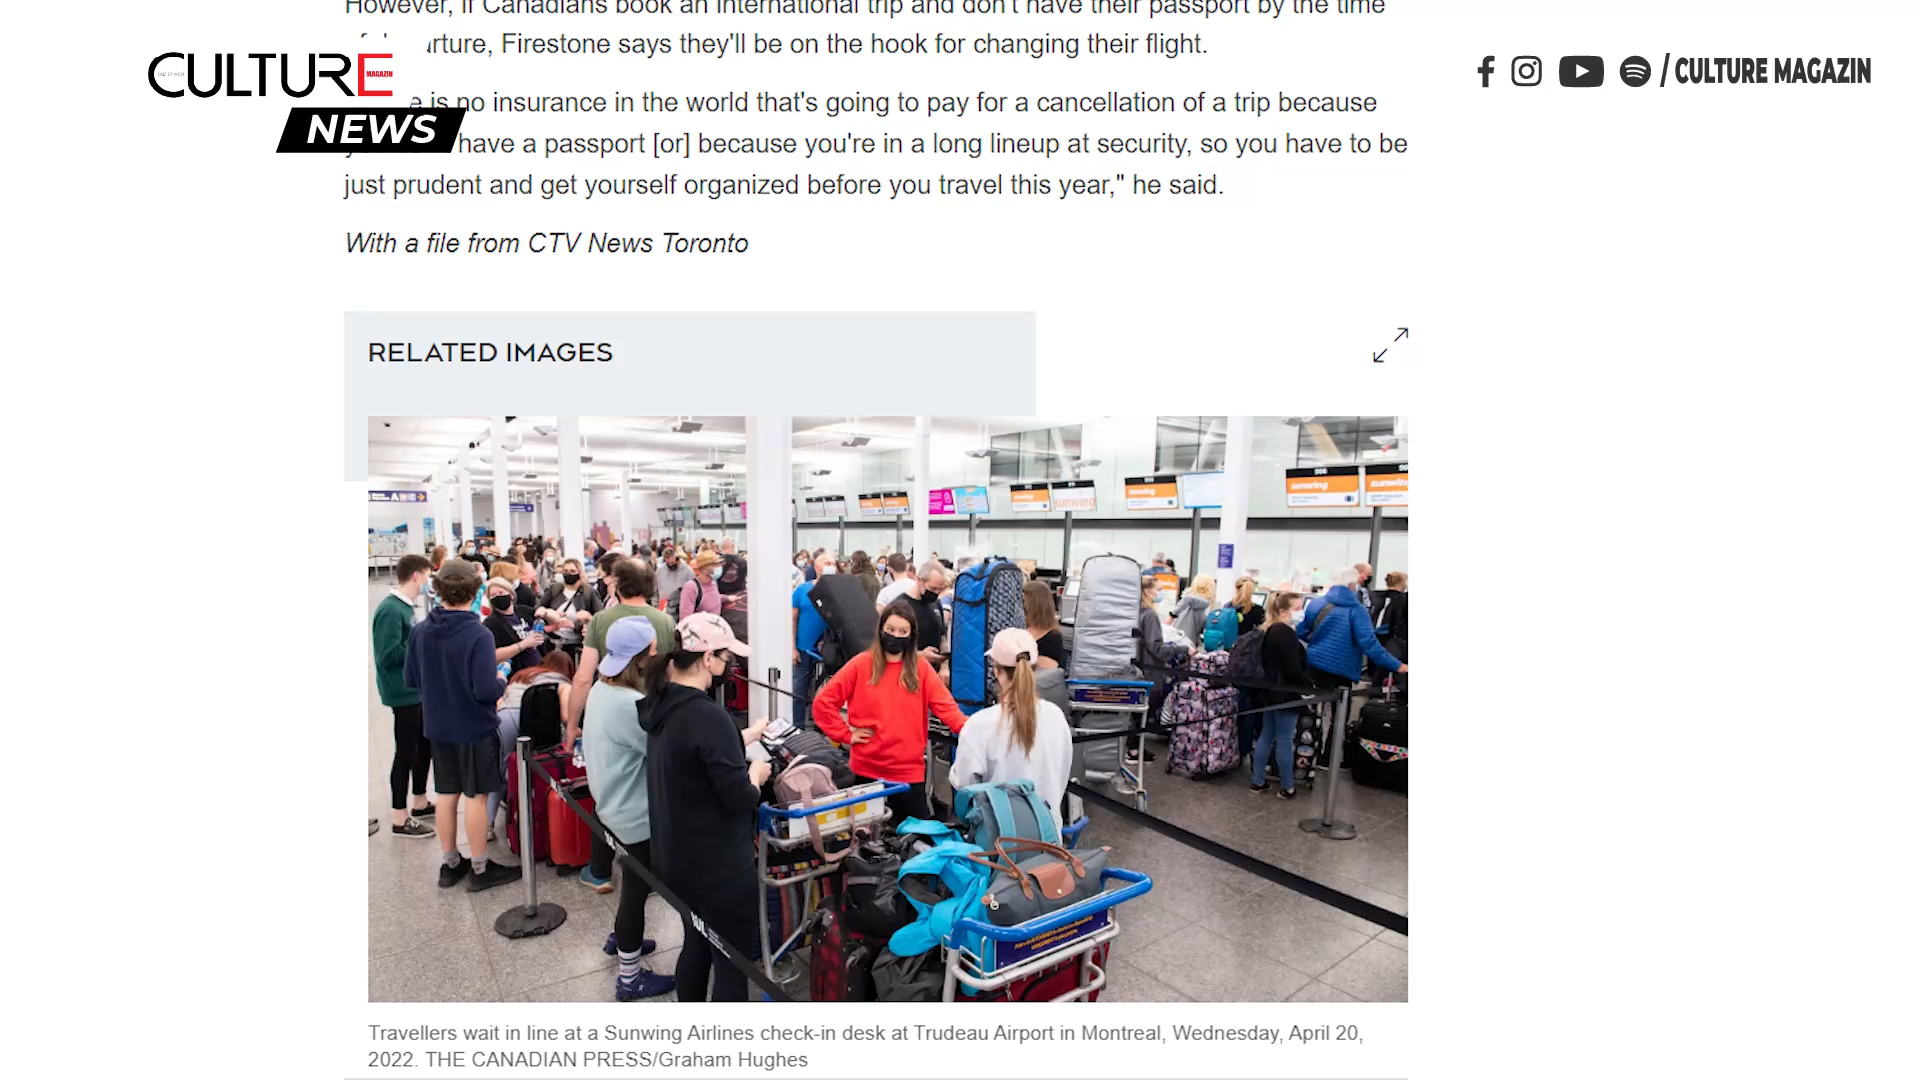 However, if Canadians book an international trip and don't have their passport by the time
rture, Firestone says they'll be on the hook for changing their flight.
CULTURE
MAGAZIN
NEWS
/ CULTURE MAGAZIN
e is no insurance in the world that's going to pay for a cancellation of a trip because
have a passport [or] because you're in a long lineup at security, so you have to be
just prudent and get yourself organized before you travel this year," he said.
With a file from CTV News Toronto
RELATED IMAGES
sunwing
sunwing
sunwing
sunwing
YUL
Travellers wait in line at a Sunwing Airlines check-in desk at Trudeau Airport in Montreal, Wednesday, April 20,
2022. THE CANADIAN PRESS/Graham Hughes